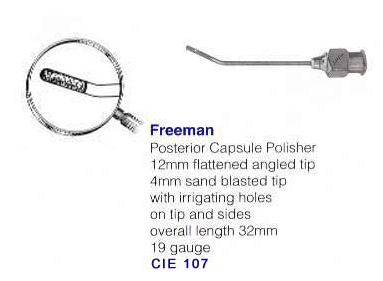 Freeman
Posterior Capsule Polisher
12mm flattened angled tip
4mm sand blasted tip
with irrigating holes
on tip and sides
overall length 32mm
19 gauge
CIE 107